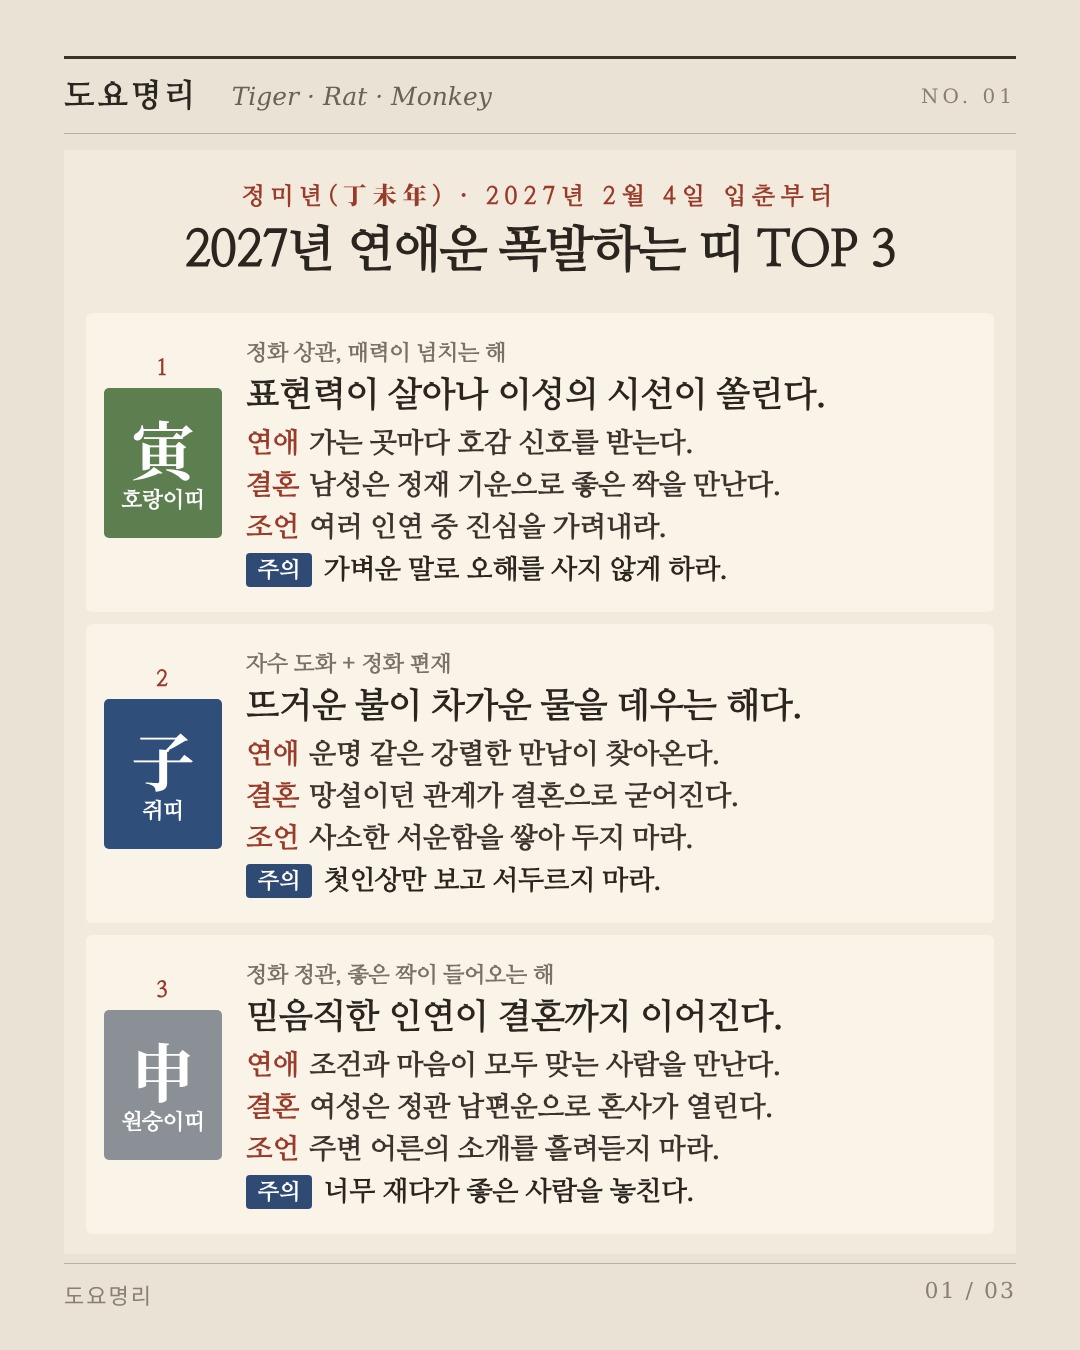 도요명리 Tiger · Rat · Monkey NO. 01
정미년(丁未年) · 2027년 2월 4일 입춘부터
2027년 연애운 폭발하는 띠 TOP 3
1
寅
호랑이띠
정화 상관, 매력이 넘치는 해
표현력이 살아나 이성의 시선이 쏠린다.
연애 가는 곳마다 호감 신호를 받는다.
결혼 남성은 정재 기운으로 좋은 짝을 만난다.
조언 여러 인연 중 진심을 가려내라.
주의 가벼운 말로 오해를 사지 않게 하라.
2
子
쥐띠
자수 도화 + 정화 편재
뜨거운 불이 차가운 물을 데우는 해다.
연애 운명 같은 강렬한 만남이 찾아온다.
결혼 망설이던 관계가 결혼으로 굳어진다.
조언 사소한 서운함을 쌓아 두지 마라.
주의 첫인상만 보고 서두르지 마라.
3
申
원숭이띠
정화 정관, 좋은 짝이 들어오는 해
믿음직한 인연이 결혼까지 이어진다.
연애 조건과 마음이 모두 맞는 사람을 만난다.
결혼 여성은 정관 남편운으로 혼사가 열린다.
조언 주변 어른의 소개를 흘려듣지 마라.
주의 너무 재다가 좋은 사람을 놓친다.
도요명리 01 / 03